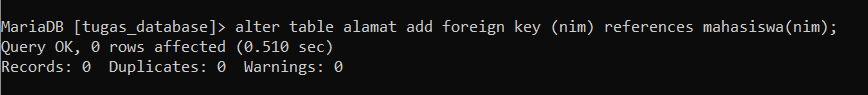 MariaDB [tugas_database]> alter table alamat add foreign key (nim) references mahasiswa(nim);
Query OK, 0 rows affected (0.510 sec)
Records: 0  Duplicates: 0  Warnings: 0